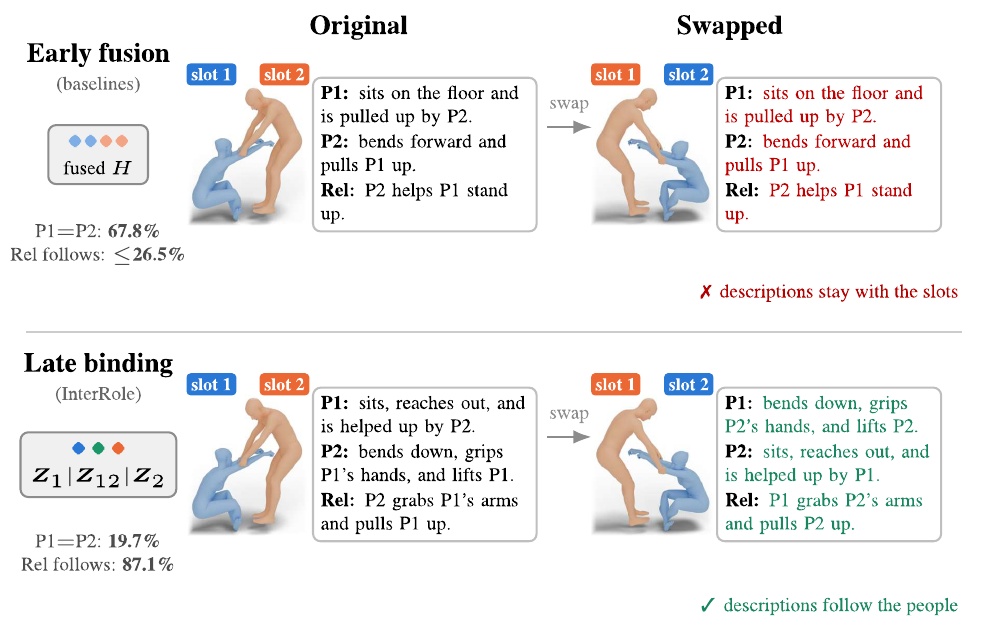 Original
Swapped
Early fusion
(baselines)
fused H
P1=P2: 67.8%
Rel follows: ≤26.5%
slot 1
slot 2
P1: sits on the floor and
is pulled up by P2.
P2: bends forward and
pulls P1 up.
Rel: P2 helps P1 stand
up.
swap
slot 1
slot 2
P1: sits on the floor and
is pulled up by P2.
P2: bends forward and
pulls P1 up.
Rel: P2 helps P1 stand
up.
✗ descriptions stay with the slots
Late binding
(InterRole)
Z₁|Z₁₂|Z₂
P1=P2: 19.7%
Rel follows: 87.1%
slot 1
slot 2
P1: sits, reaches out, and
is helped up by P2.
P2: bends down, grips
P1's hands, and lifts P1.
Rel: P2 grabs P1's arms
and pulls P1 up.
swap
slot 1
slot 2
P1: bends down, grips
P2's hands, and lifts P2.
P2: sits, reaches out, and
is helped up by P1.
Rel: P1 grabs P2's arms
and pulls P2 up.
✓ descriptions follow the people